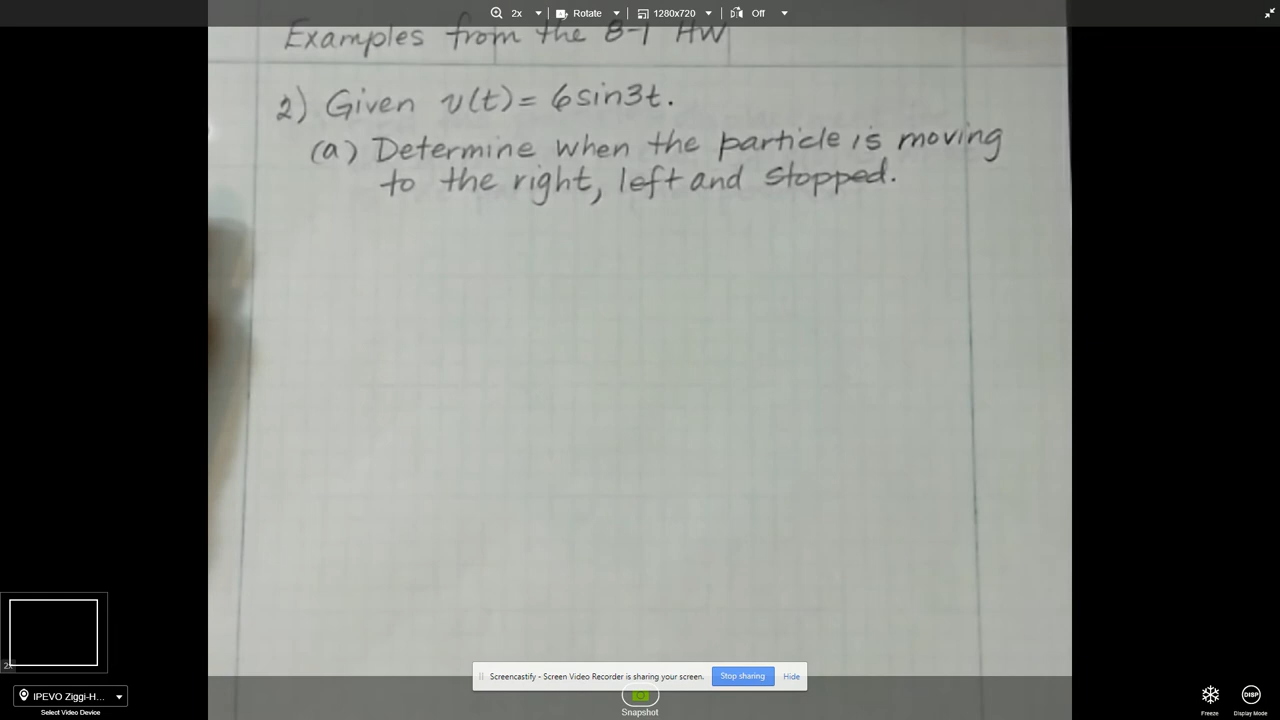 2x Rotate 1280x720 Off
Examples from the 8-1 HW
2) Given v(t) = 6sin3t.
(a) Determine when the particle is moving
to the right, left and stopped.
2x
Screencastify - Screen Video Recorder is sharing your screen. Stop sharing Hide
IPEVO Ziggi-H...
Select Video Device
Snapshot
Freeze
DISP
Display Mode